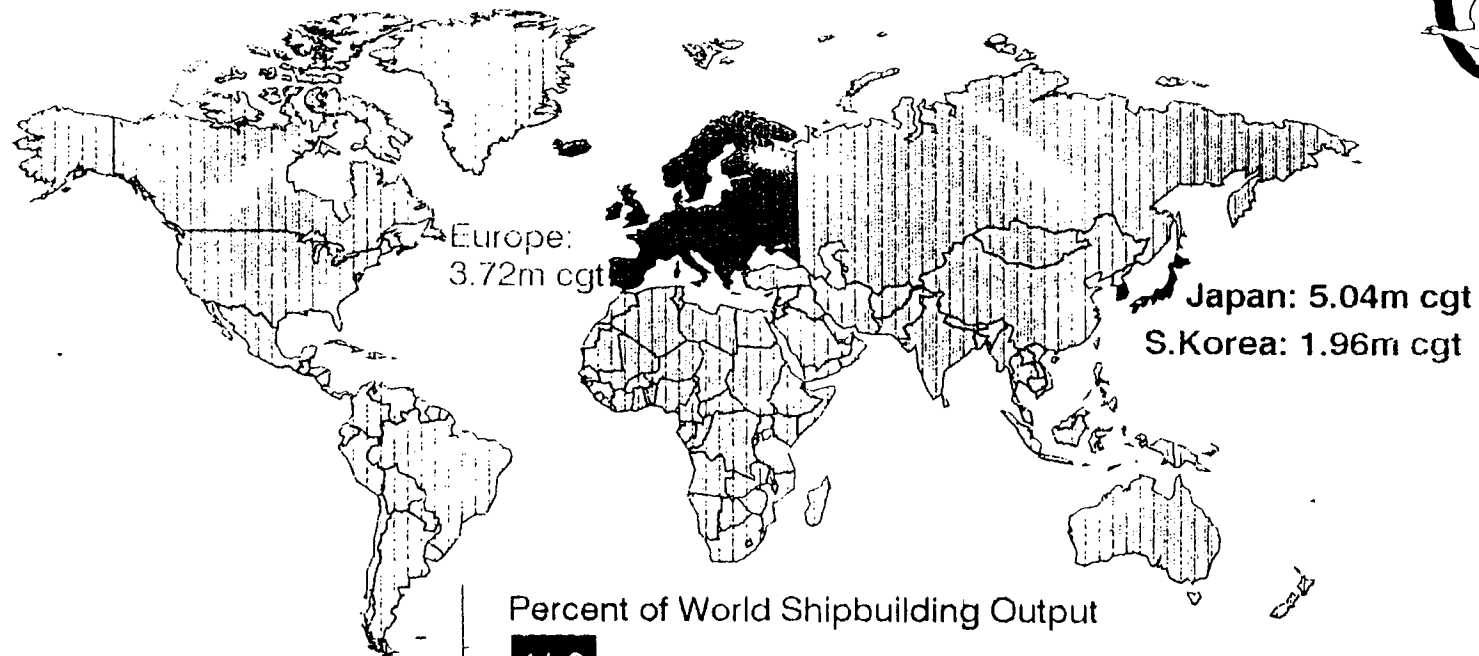 Europe:
3.72m cgt
Japan: 5.04m cgt
S.Korea: 1.96m cgt
Percent of World Shipbuilding Output